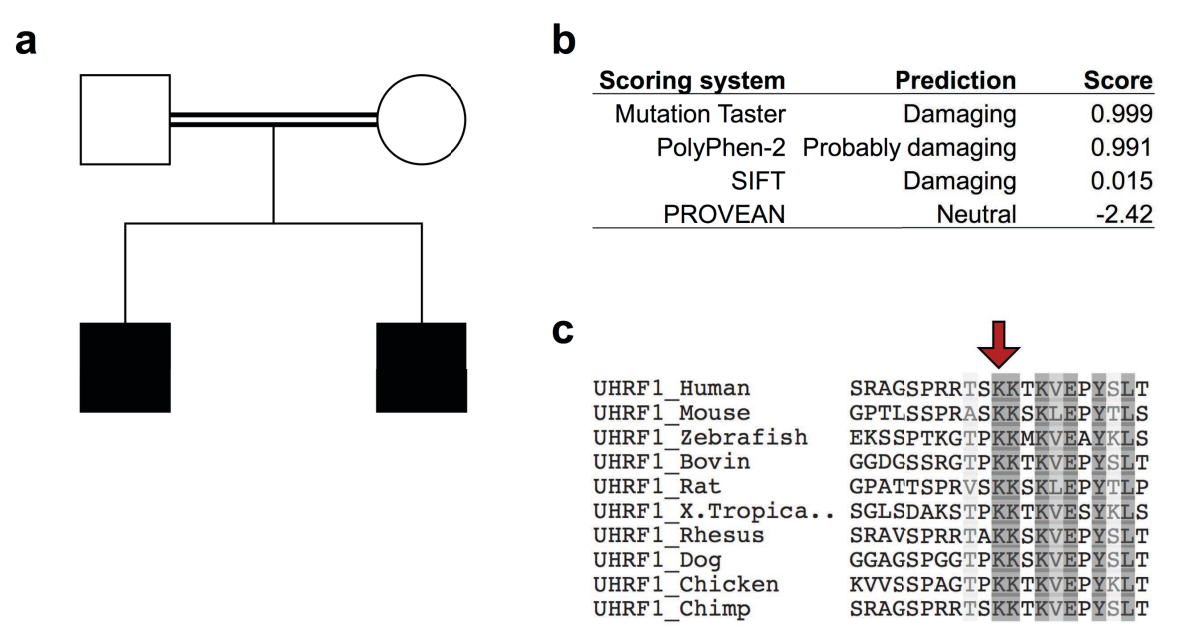 a
b
Scoring system Prediction Score
Mutation Taster Damaging 0.999
PolyPhen-2 Probably damaging 0.991
SIFT Damaging 0.015
PROVEAN Neutral -2.42
c
UHRF1_Human SRAGSPRRTSKKTKVEPYSLT
UHRF1_Mouse GPTLSSPRASKKSKLEPYTLS
UHRF1_Zebrafish EKSSPTKGTPKKMKVEAYKLS
UHRF1_Bovin GGDGSSRGTPKKTKVEPYSLT
UHRF1_Rat GPATTSPRVSKKSKLEPYTLP
UHRF1_X.Tropica.. SGLSDAKSTPKKTKVESYKLS
UHRF1_Rhesus SRAVSPRRTAKKSKVEPYSLT
UHRF1_Dog GGAGSPGGTPKKSKVEPYSLT
UHRF1_Chicken KVVSSPAGTPKKTKVEPYKLT
UHRF1_Chimp SRAGSPRRTSKKTKVEPYSLT